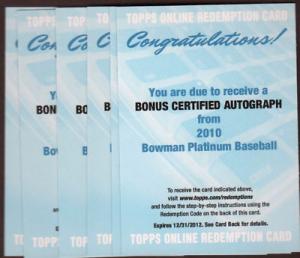 TOPPS ONLINE REDEMPTION CARD
Congratulations!
You are due to receive a
BONUS CERTIFIED AUTOGRAPH
from
2010
Bowman Platinum Baseball
To receive the card indicated above,
visit www.topps.com/redemptions
and follow the step-by-step instructions using the
Redemption Code on the back of this card.
Expires 12/31/2012. See Card Back for details.
TOPPS ONLINE REDEMPTION CARD